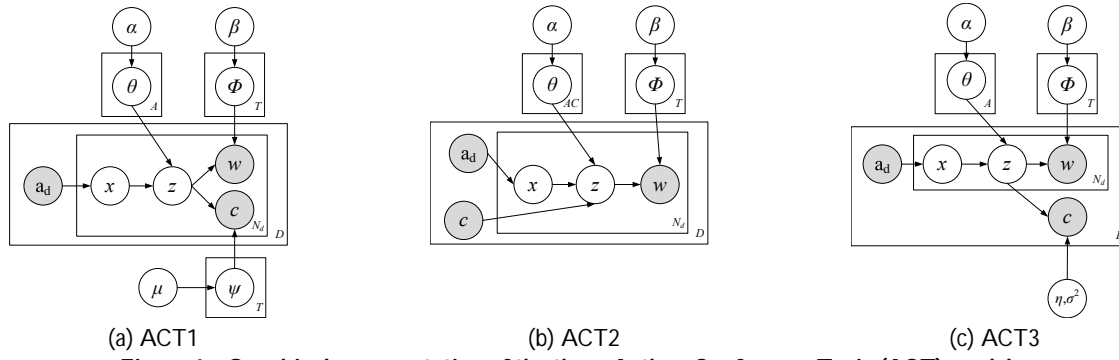 α β
θ A Φ T
a_d x z w c N_d D
μ ψ T
(a) ACT1
α β
θ AC Φ T
a_d x z w c N_d D
(b) ACT2
α β
θ A Φ T
a_d x z w N_d c
η,σ²
(c) ACT3